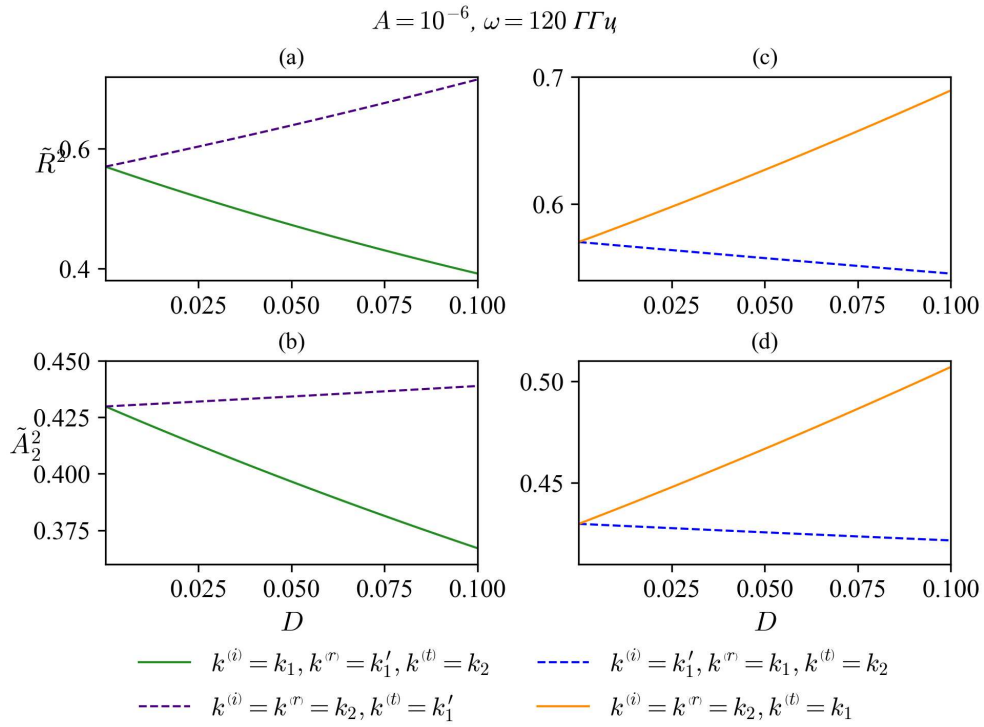 A = 10⁻⁶, ω = 120 ГГц
(a)
(c)
R̃²
0.6
0.4
0.025 0.050 0.075 0.100
0.7
0.6
0.025 0.050 0.075 0.100
(b)
(d)
Ã₂²
0.450
0.425
0.400
0.375
0.025 0.050 0.075 0.100
D
0.50
0.45
0.025 0.050 0.075 0.100
D
k⁽ⁱ⁾ = k₁, k⁽ʳ⁾ = k₁′, k⁽ᵗ⁾ = k₂
k⁽ⁱ⁾ = k⁽ʳ⁾ = k₂, k⁽ᵗ⁾ = k₁′
k⁽ⁱ⁾ = k₁′, k⁽ʳ⁾ = k₁, k⁽ᵗ⁾ = k₂
k⁽ⁱ⁾ = k⁽ʳ⁾ = k₂, k⁽ᵗ⁾ = k₁